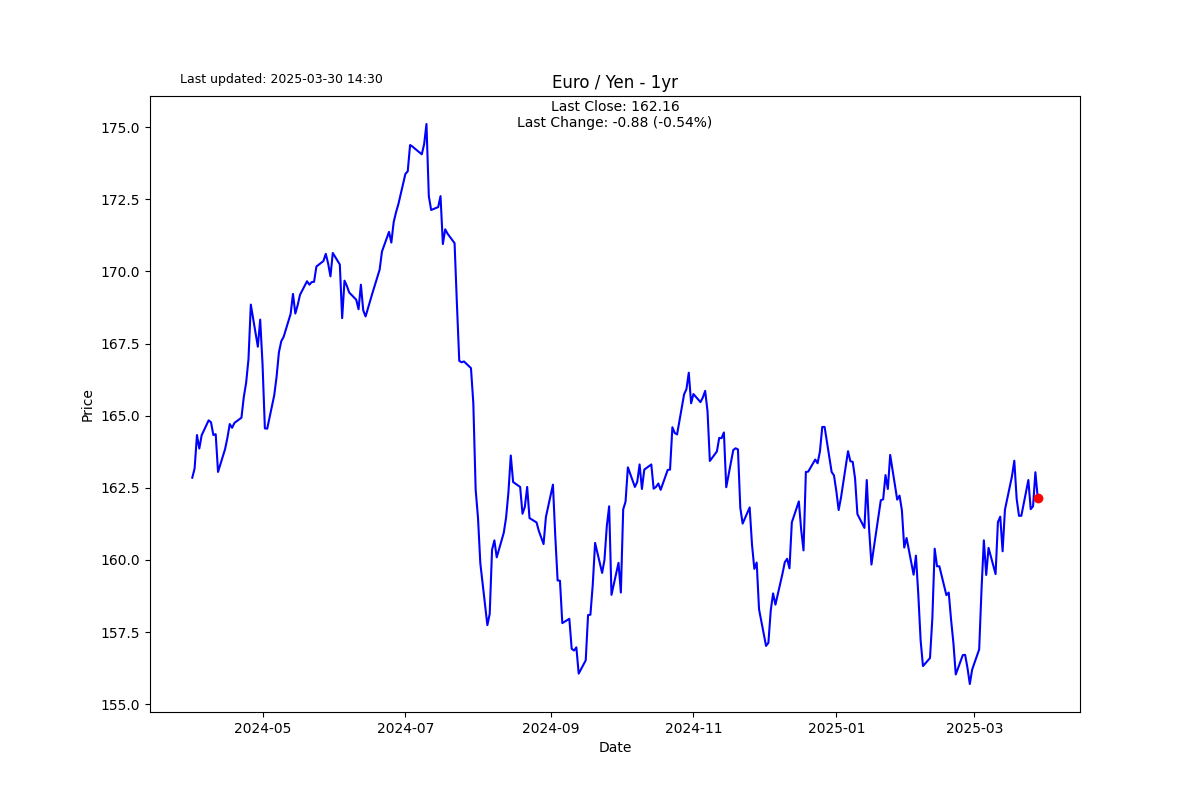 Last updated: 2025-03-30 14:30
Euro / Yen - 1yr
Last Close: 162.16
Last Change: -0.88 (-0.54%)
175.0
172.5
170.0
167.5
165.0
162.5
160.0
157.5
155.0
Price
2024-05 2024-07 2024-09 2024-11 2025-01 2025-03
Date